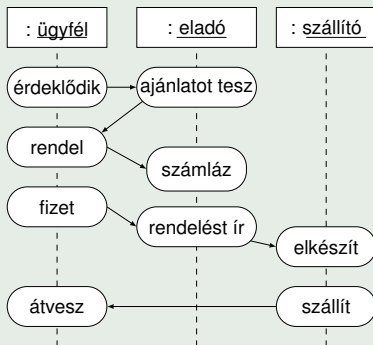 : ügyfél
: eladó
: szállító
érdeklődik
ajánlatot tesz
rendel
számláz
fizet
rendelést ír
elkészít
átvesz
szállít